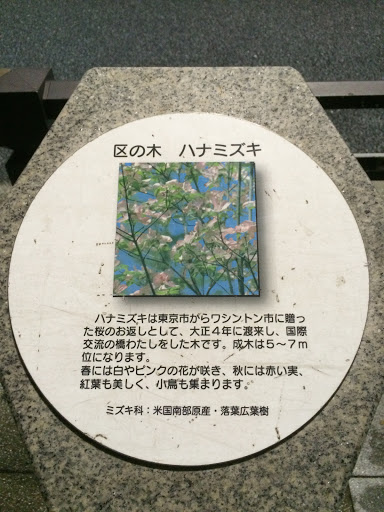 区の木　ハナミズキ
ハナミズキは東京市がらワシントン市に贈っ
た桜のお返しとして、大正４年に渡来し、国際
交流の橋わたしをした木です。成木は５～７ｍ
位になります。
春には白やピンクの花が咲き、秋には赤い実、
紅葉も美しく、小鳥も集まります。
ミズキ科：米国南部原産・落葉広葉樹